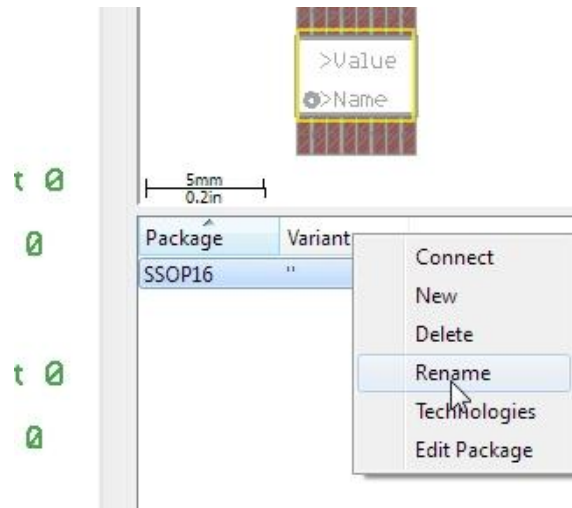 >Value
>Name
t 0
5mm
0.2in
0
Package Variant
SSOP16 ''
Connect
New
Delete
Rename
Technologies
Edit Package
t 0
0